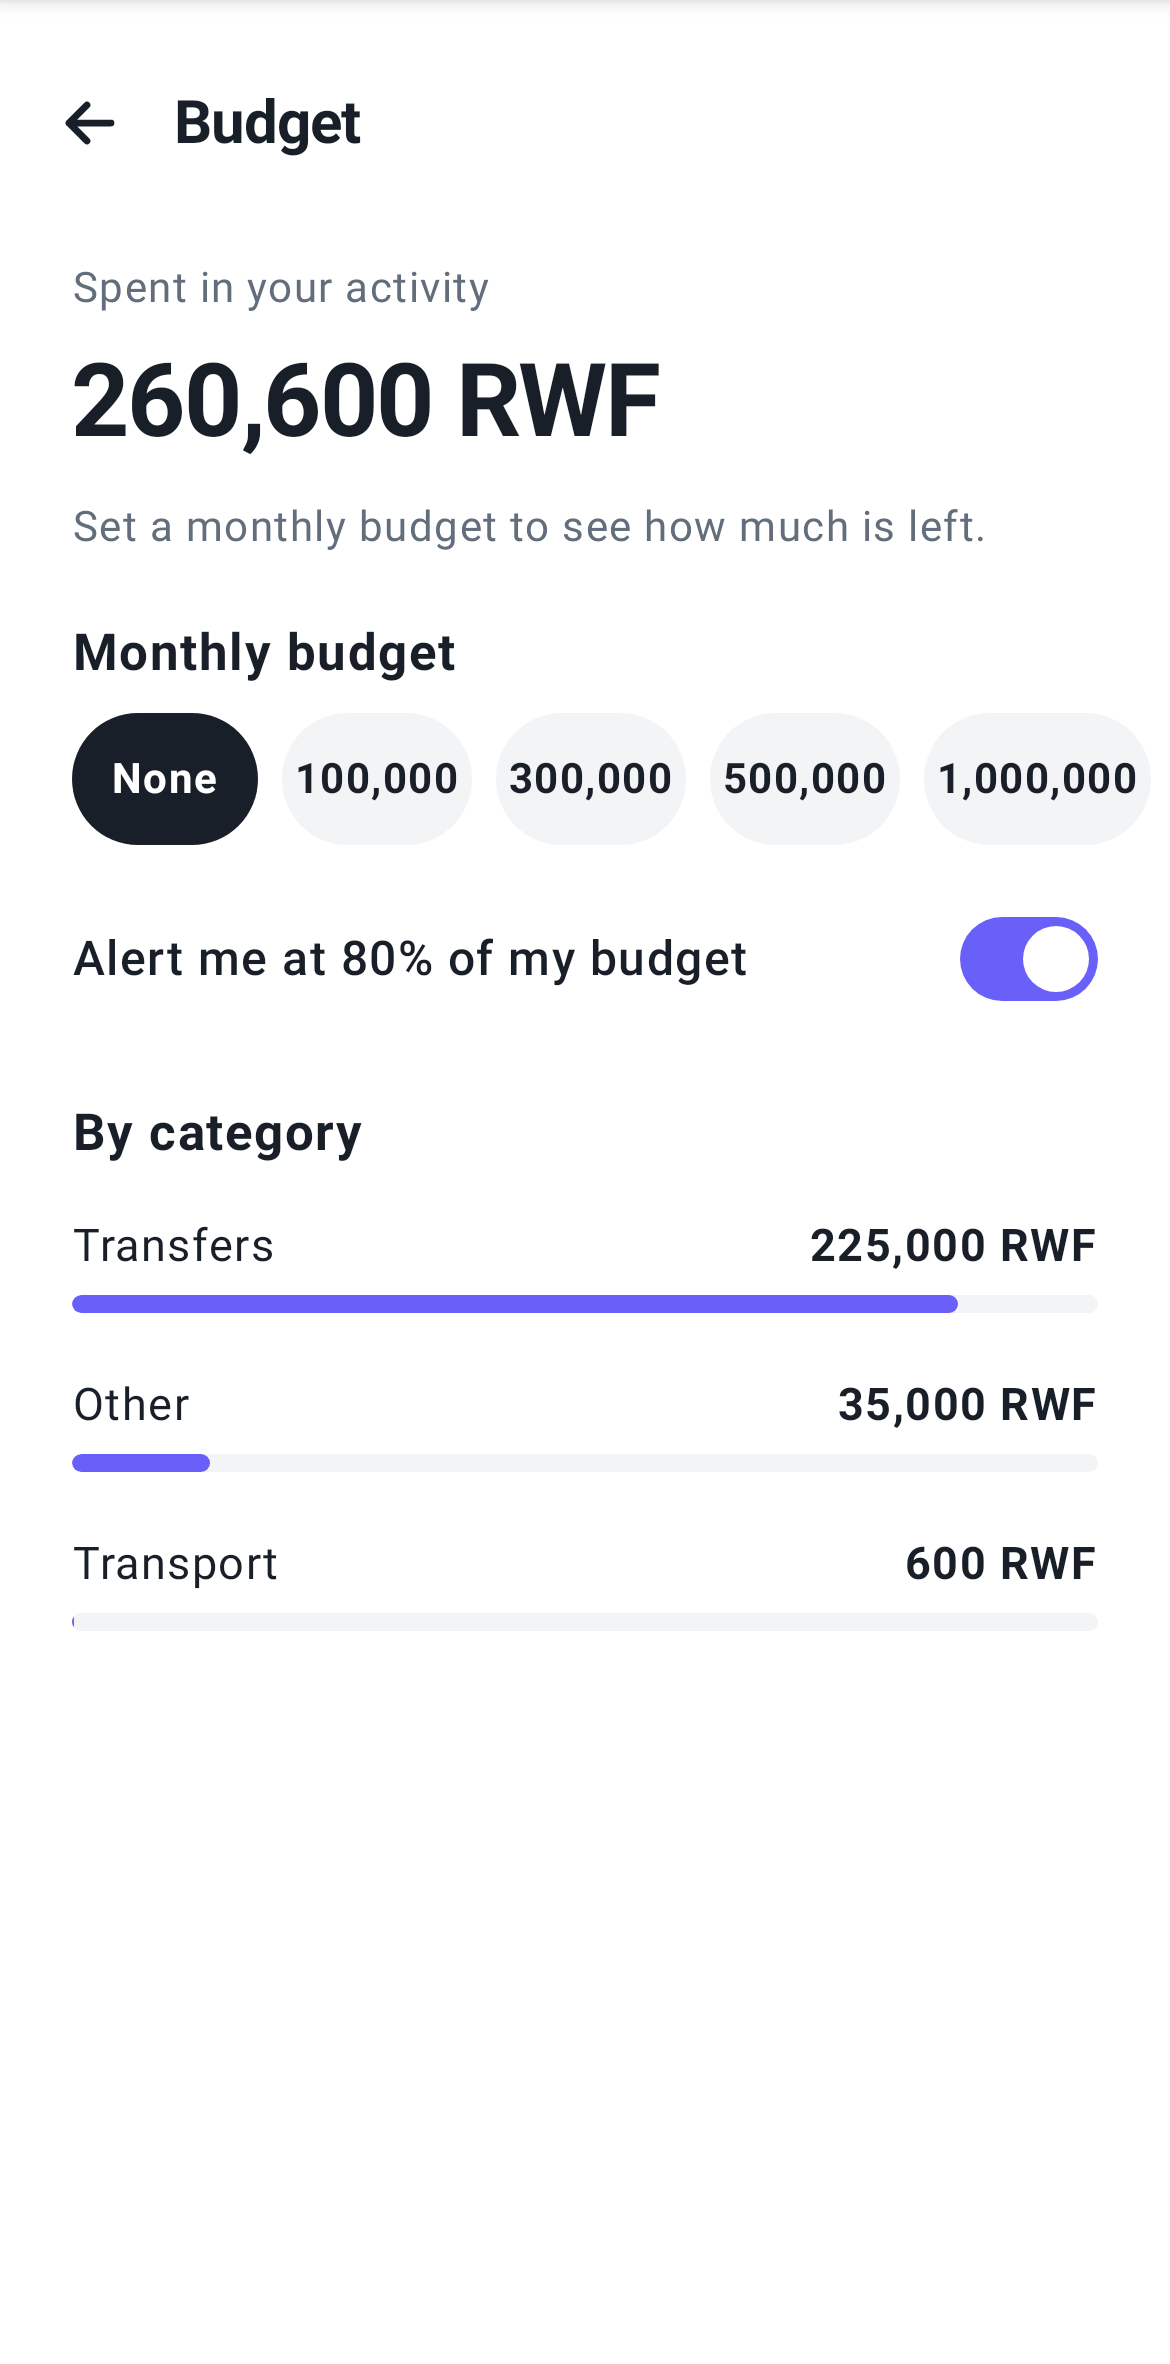 Budget
Spent in your activity
260,600 RWF
Set a monthly budget to see how much is left.
Monthly budget
None 100,000 300,000 500,000 1,000,000
Alert me at 80% of my budget
By category
Transfers 225,000 RWF
Other 35,000 RWF
Transport 600 RWF